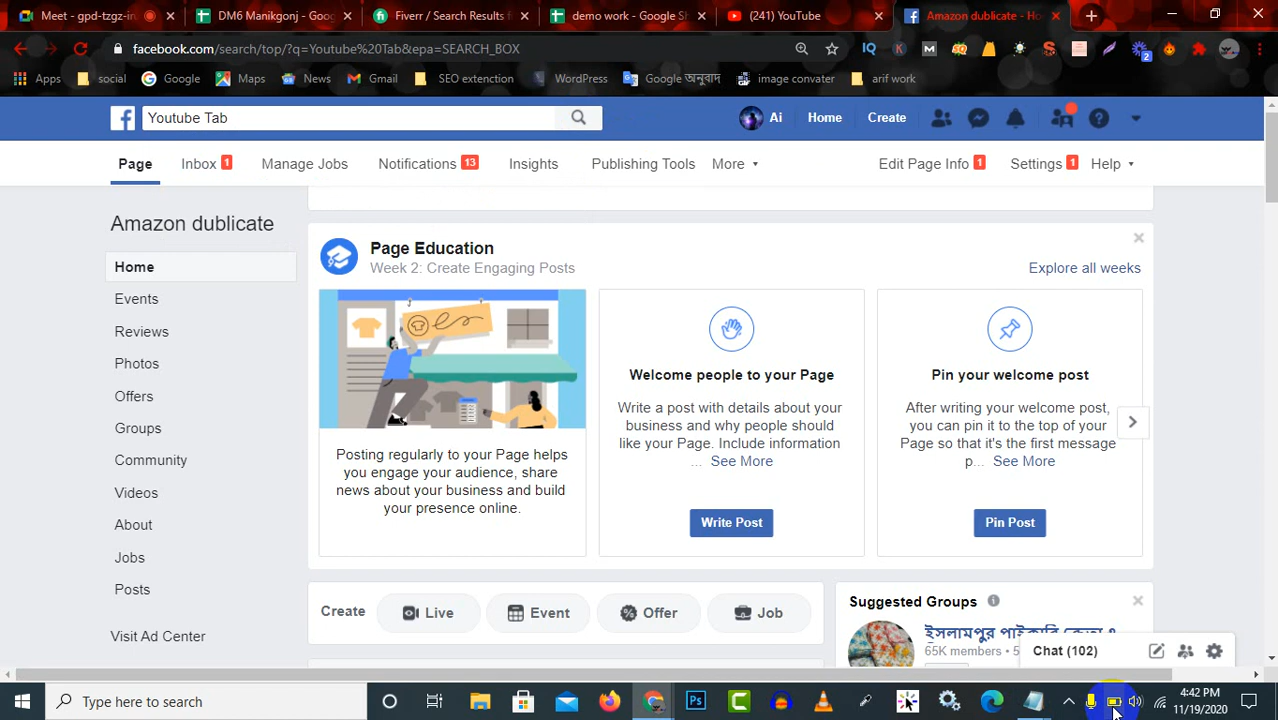 Meet - gpd-tzgz-in
DM6 Manikgonj - Goo
Fiverr / Search Results f
demo work - Google Sh
(241) YouTube
Amazon dublicate - Ho
facebook.com/search/top/?q=Youtube%20Tab&epa=SEARCH_BOX
Apps
social
Google
Maps
News
Gmail
SEO extenction
WordPress
Google অনুবাদ
image convater
arif work
Youtube Tab
Ai
Home
Create
Page
Inbox 1
Manage Jobs
Notifications 13
Insights
Publishing Tools
More
Edit Page Info 1
Settings 1
Help
Amazon dublicate
Home
Events
Reviews
Photos
Offers
Groups
Community
Videos
About
Jobs
Posts
Visit Ad Center
Page Education
Week 2: Create Engaging Posts
Explore all weeks
Posting regularly to your Page helps
you engage your audience, share
news about your business and build
your presence online.
Welcome people to your Page
Write a post with details about your
business and why people should
like your Page. Include information
... See More
Write Post
Pin your welcome post
After writing your welcome post,
you can pin it to the top of your
Page so that it's the first message
p... See More
Pin Post
Create
Live
Event
Offer
Job
Suggested Groups
ইসলামপুর পাইকারি
65K members • 5
Chat (102)
Type here to search
4:42 PM
11/19/2020